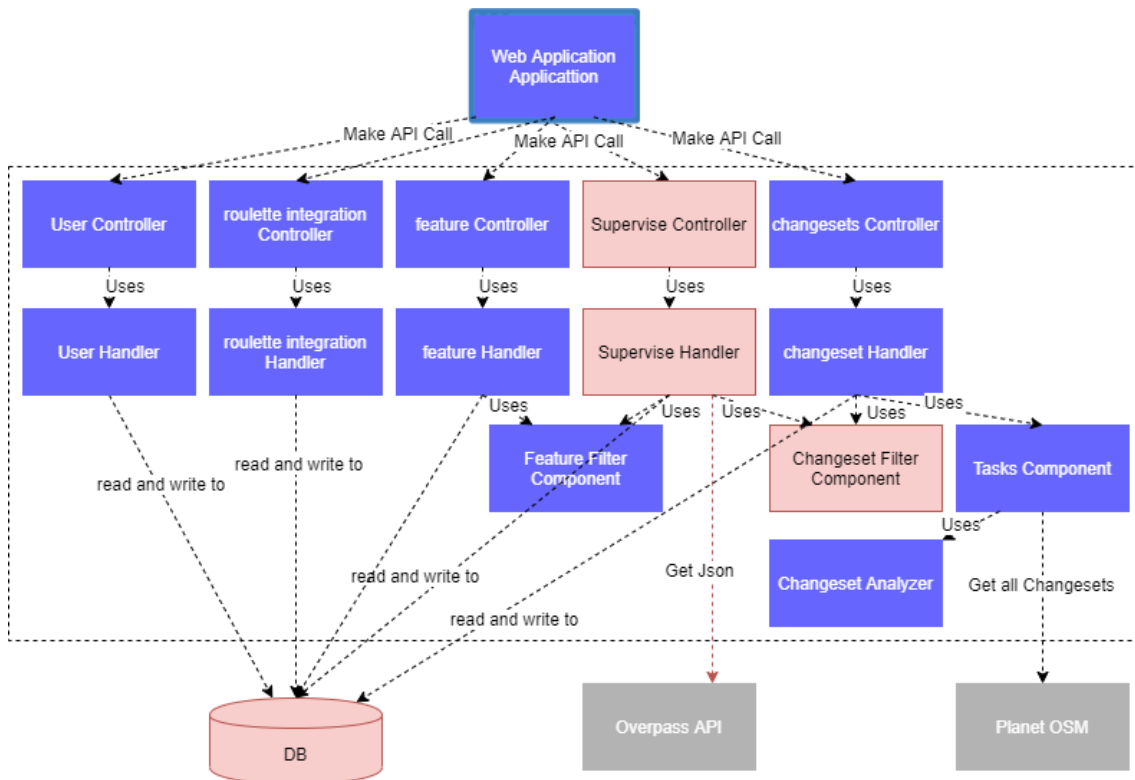 Web Application
Applicattion
Make API Call
Make API Call
Make API Call
User Controller
roulette integration
Controller
feature Controller
Supervise Controller
changesets Controller
Uses
Uses
Uses
Uses
Uses
User Handler
roulette integration
Handler
feature Handler
Supervise Handler
changeset Handler
Uses
Uses
Uses
Uses
Uses
Feature Filter
Component
Changeset Filter
Component
Tasks Component
read and write to
read and write to
Uses
read and write to
Get Json
Changeset Analyzer
Get all Changesets
read and write to
DB
Overpass API
Planet OSM